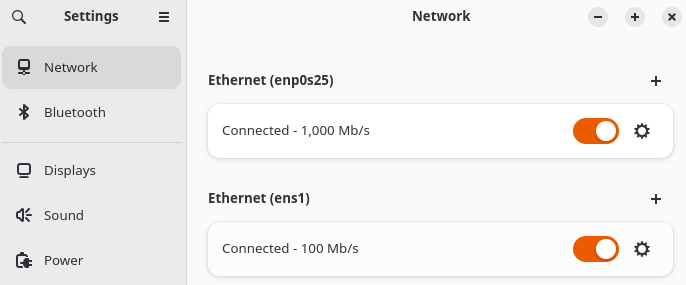 Settings
Network
Network
Bluetooth
Displays
Sound
Power
Ethernet (enp0s25)
Connected - 1,000 Mb/s
Ethernet (ens1)
Connected - 100 Mb/s